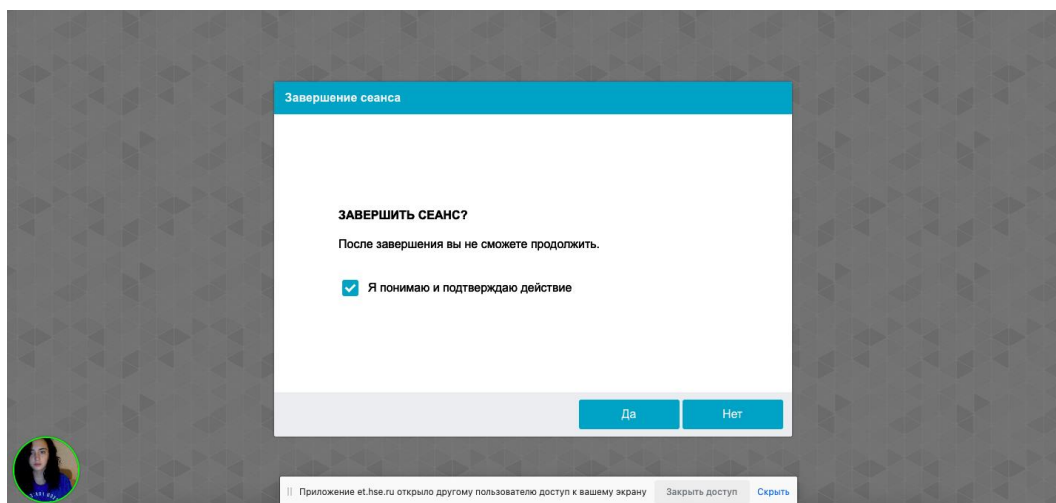 Завершение сеанса
ЗАВЕРШИТЬ СЕАНС?
После завершения вы не сможете продолжить.
Я понимаю и подтверждаю действие
Да
Нет
Приложение et.hse.ru открыло другому пользователю доступ к вашему экрану
Закрыть доступ
Скрыть